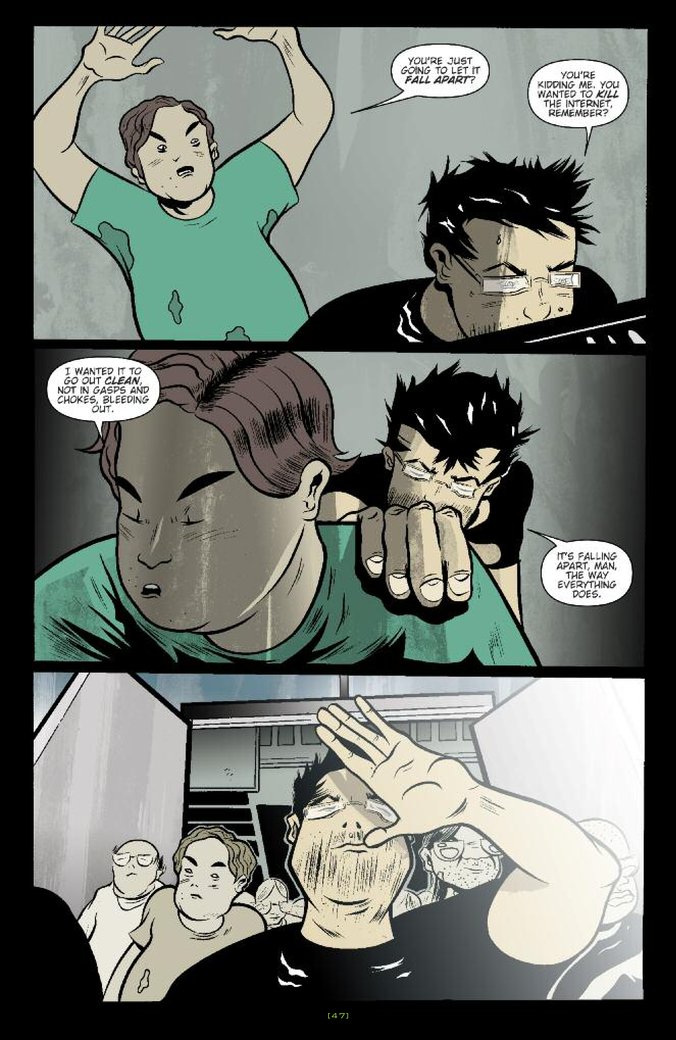 YOU'RE JUST
GOING TO LET IT
FALL APART?
YOU'RE
KIDDING ME. YOU
WANTED TO KILL
THE INTERNET,
REMEMBER?
I WANTED IT TO
GO OUT CLEAN,
NOT IN GASPS AND
CHOKES, BLEEDING
OUT.
IT'S FALLING
APART, MAN,
THE WAY
EVERYTHING
DOES.
[47]